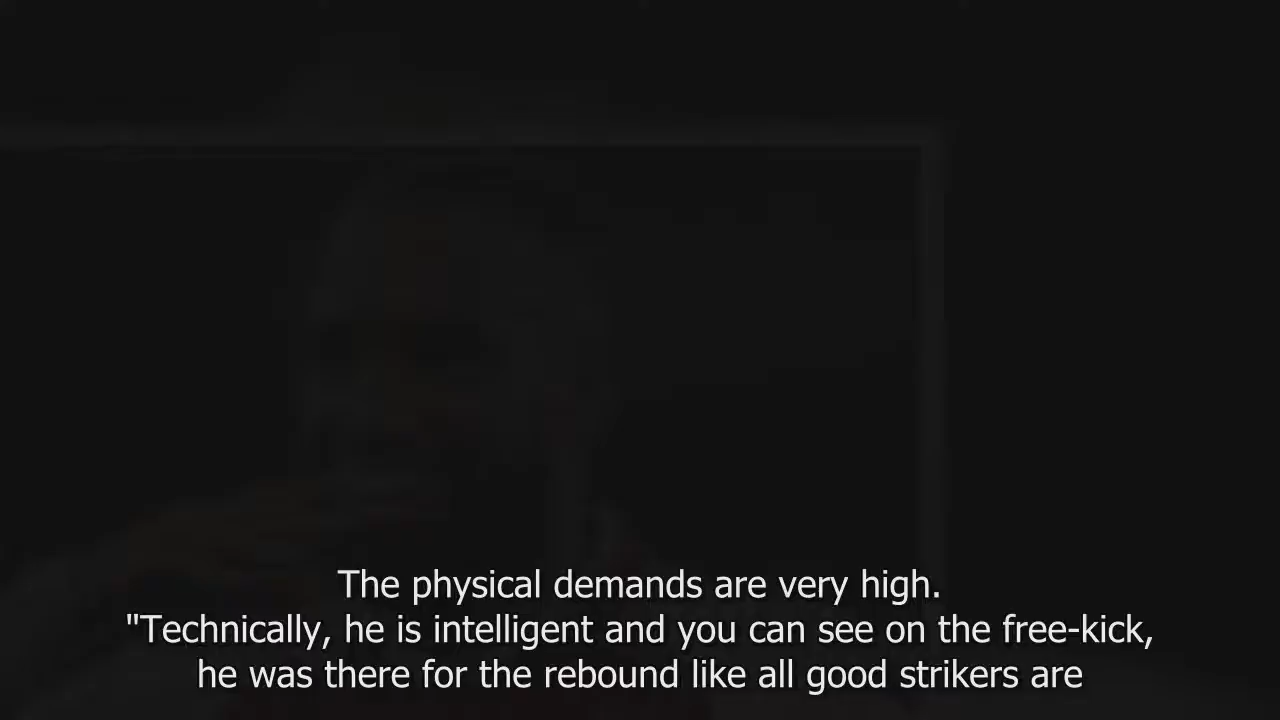 The physical demands are very high.
"Technically, he is intelligent and you can see on the free-kick,
he was there for the rebound like all good strikers are